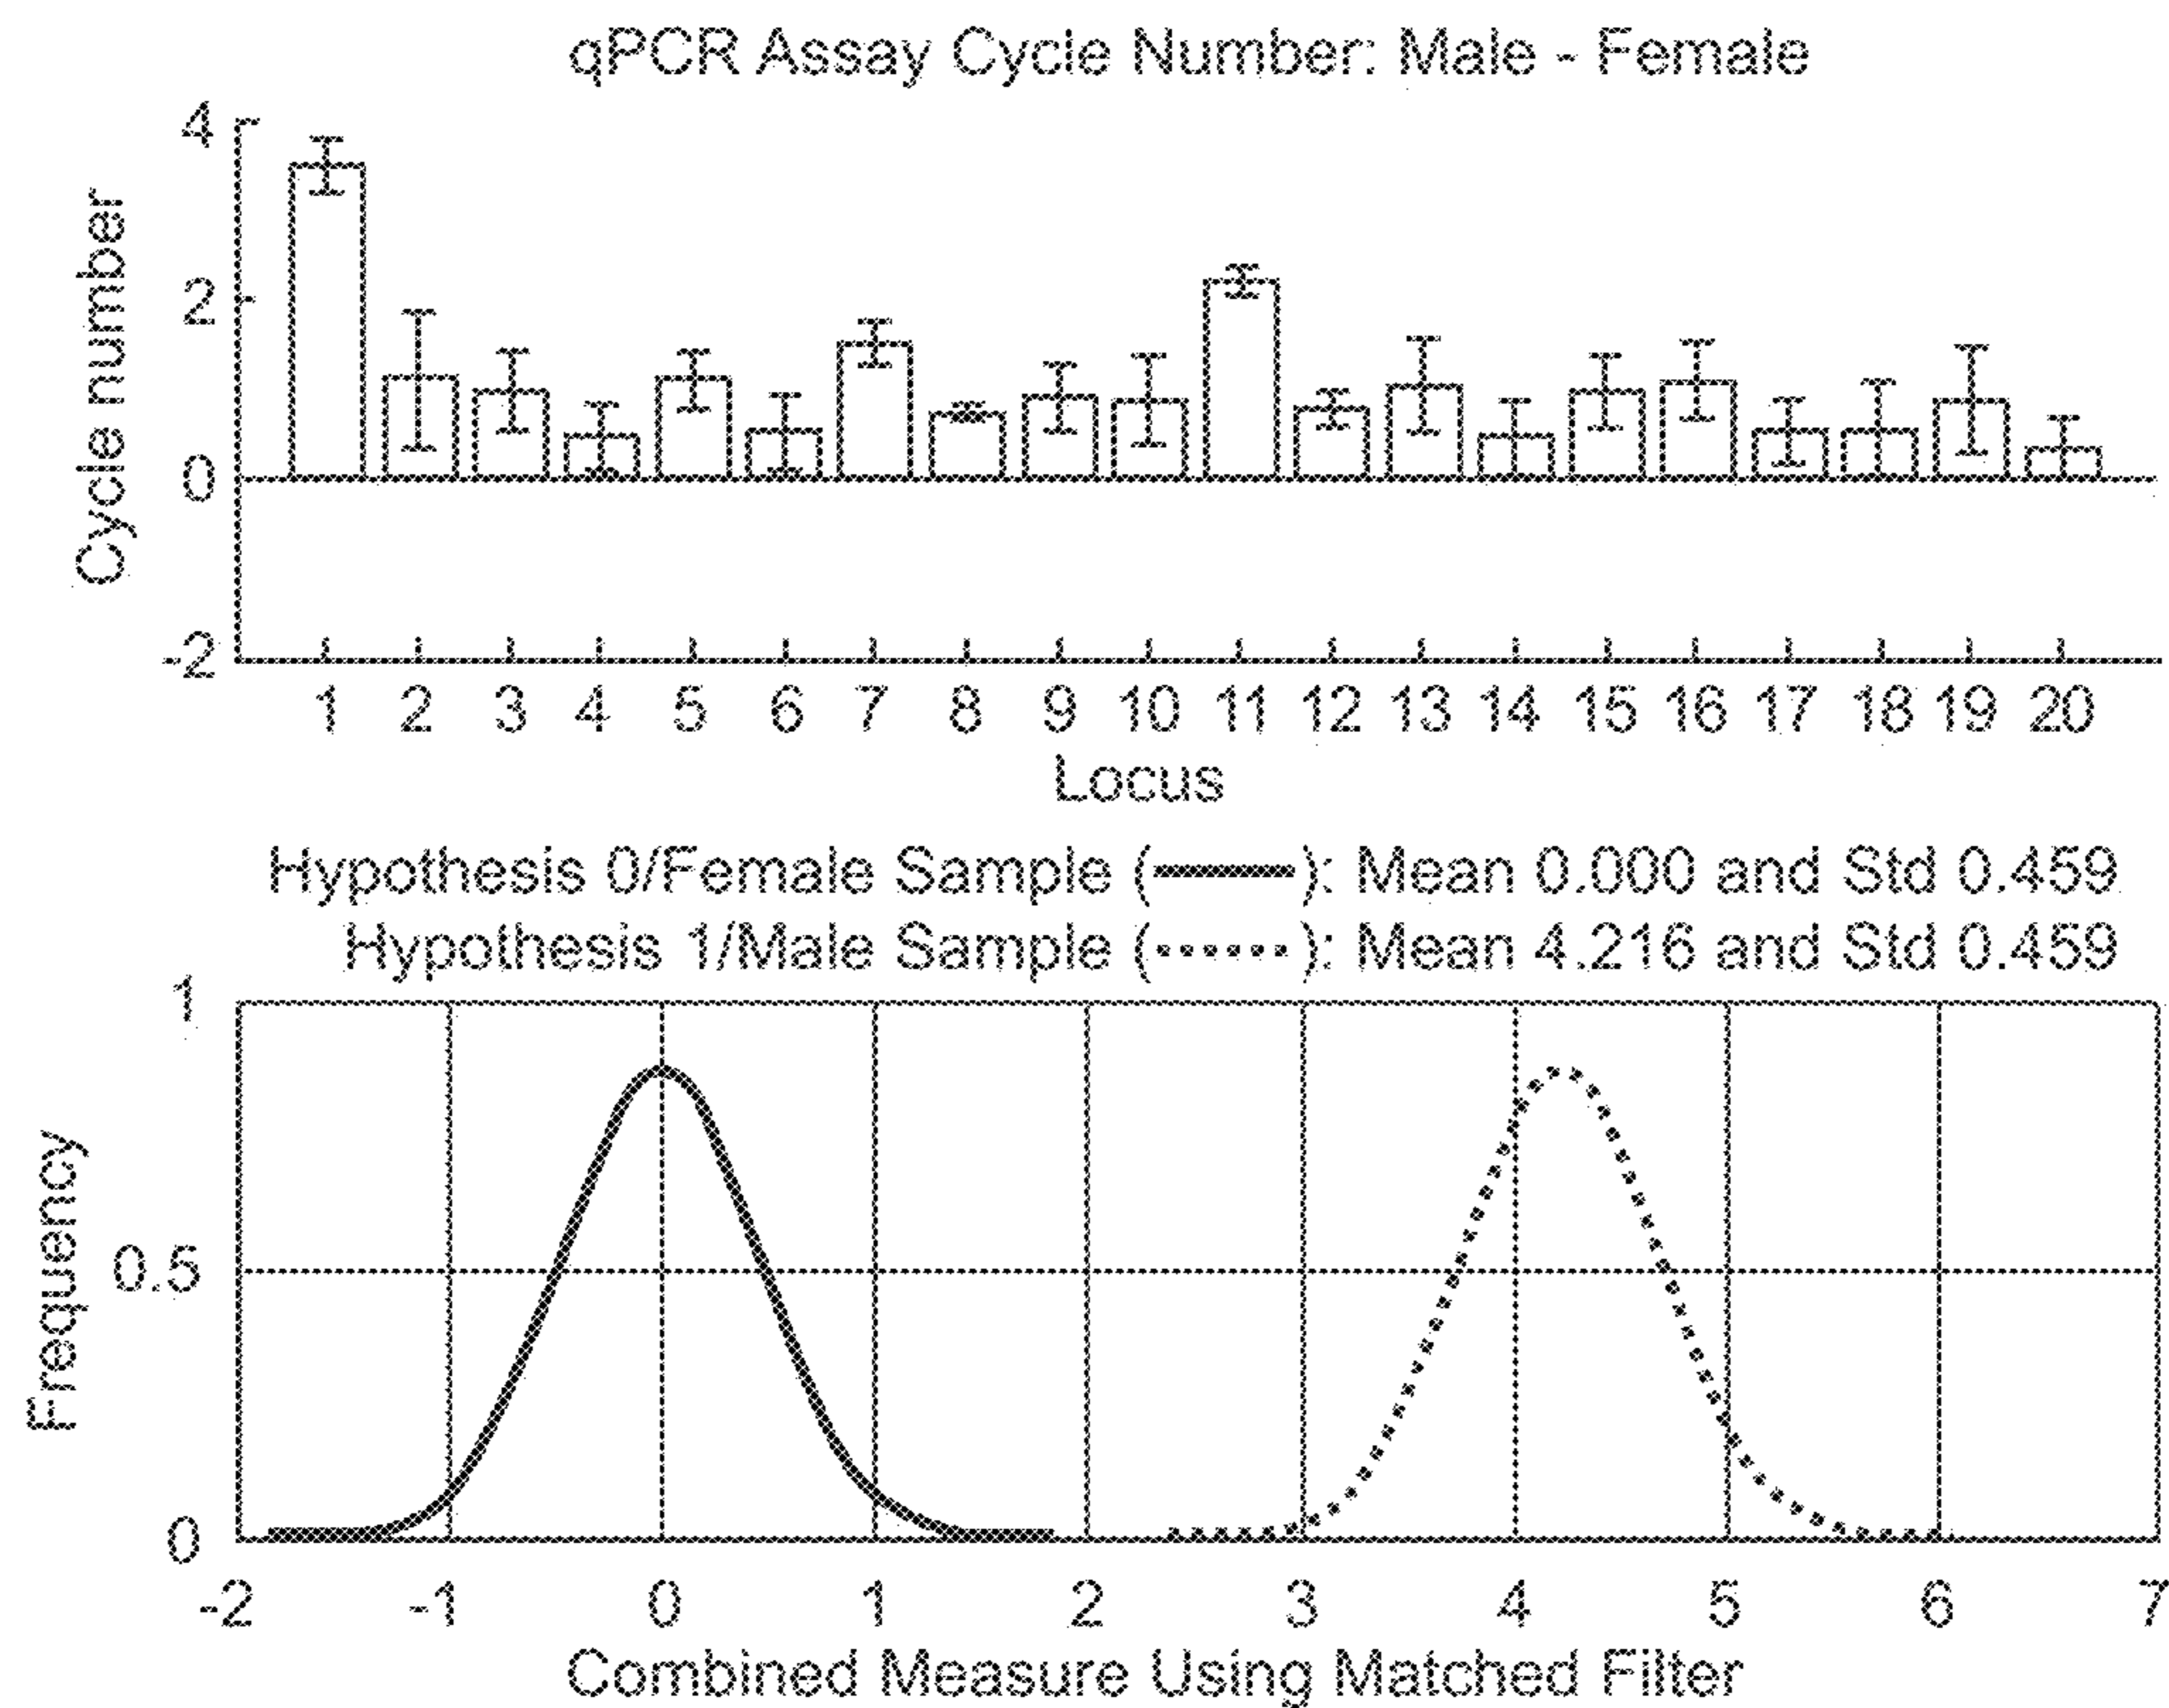 qPCR Assay Cycle Number: Male - Female
4
2
0
-2
Cycle number
1 2 3 4 5 6 7 8 9 10 11 12 13 14 15 16 17 18 19 20
Locus
Hypothesis 0/Female Sample (): Mean 0.000 and Std 0.459
Hypothesis 1/Male Sample (): Mean 4.216 and Std 0.459
1
0.5
0
Frequency
-2 -1 0 1 2 3 4 5 6 7
Combined Measure Using Matched Filter